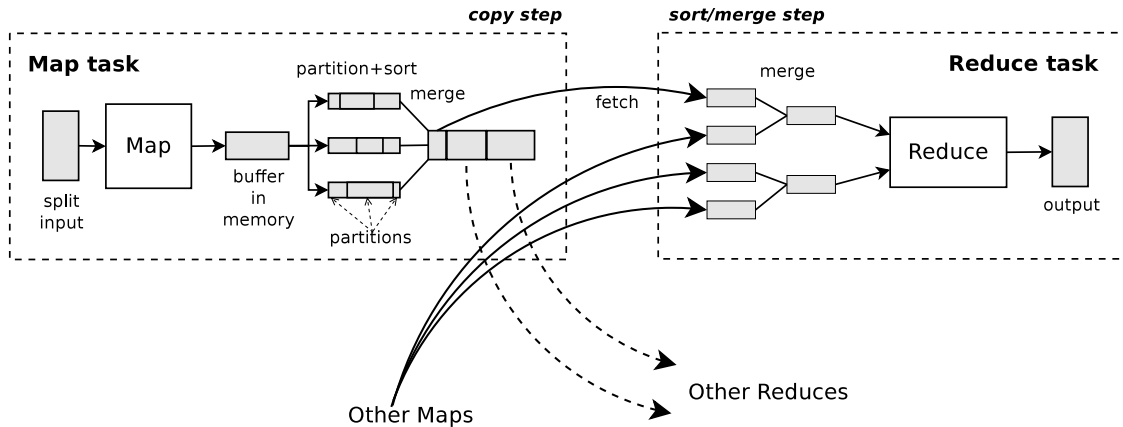 copy step
sort/merge step
Map task
partition+sort
merge
fetch
merge
Reduce task
Map
Reduce
split
input
buffer
in
memory
partitions
output
Other Maps
Other Reduces